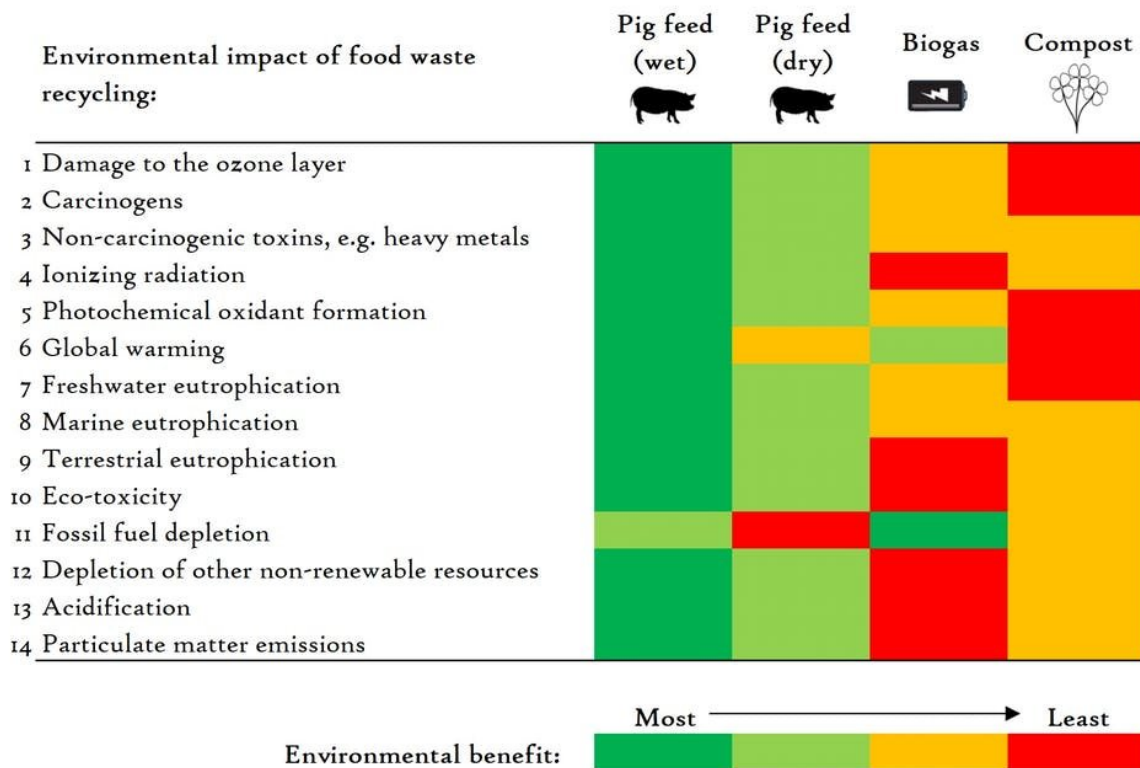 Environmental impact of food waste
recycling:
Pig feed
(wet)
Pig feed
(dry)
Biogas
Compost
1 Damage to the ozone layer
2 Carcinogens
3 Non-carcinogenic toxins, e.g. heavy metals
4 Ionizing radiation
5 Photochemical oxidant formation
6 Global warming
7 Freshwater eutrophication
8 Marine eutrophication
9 Terrestrial eutrophication
10 Eco-toxicity
11 Fossil fuel depletion
12 Depletion of other non-renewable resources
13 Acidification
14 Particulate matter emissions
Most
Least
Environmental benefit: